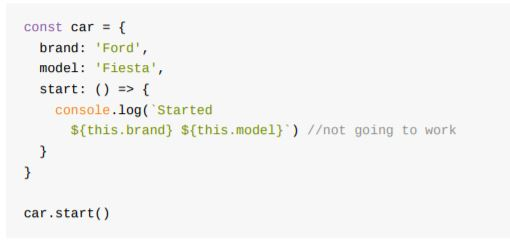 const car = {
  brand: 'Ford',
  model: 'Fiesta',
  start: () => {
    console.log(`Started
      ${this.brand} ${this.model}`) //not going to work
  }
}
car.start()